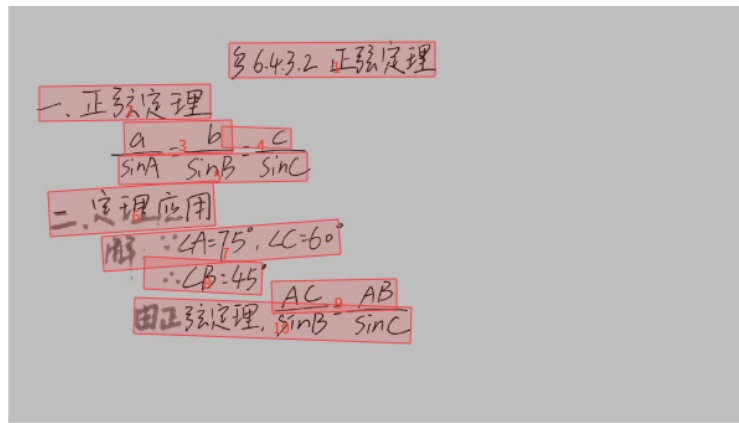 §6.4.3.2 正弦定理
一、正弦定理
a/sinA = b/sinB = c/sinC
二、定理应用
解 ∵∠A=75°,∠C=60°
∴∠B=45°
由正弦定理, AC/sinB = AB/sinC